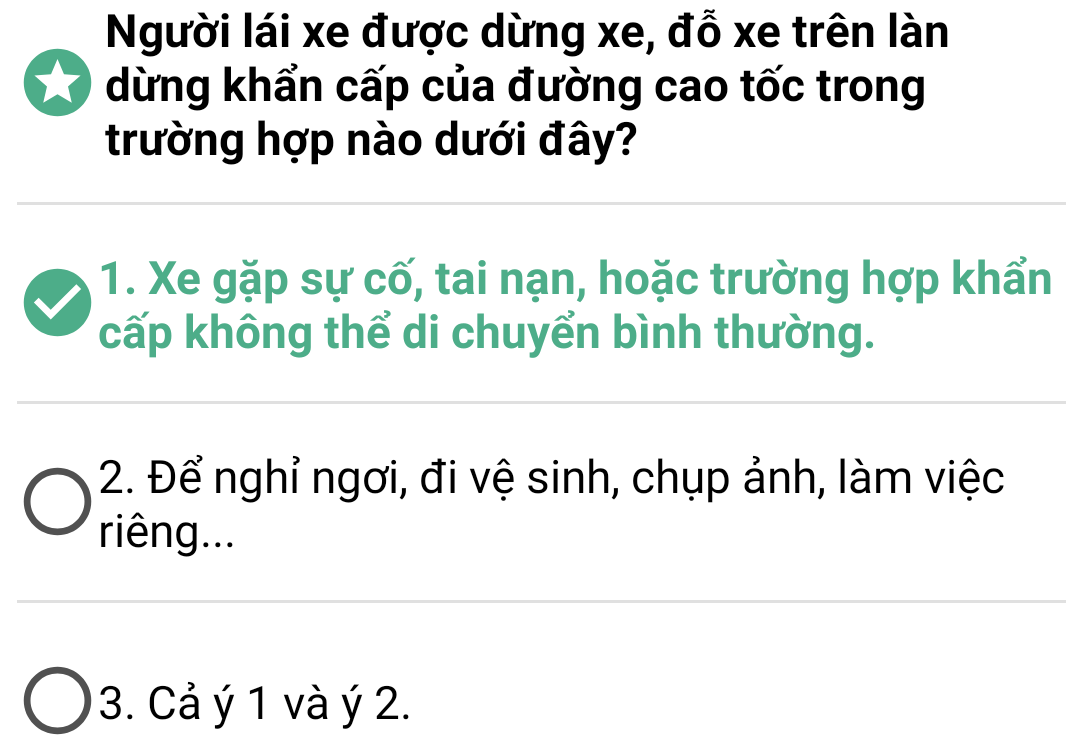 Người lái xe được dừng xe, đỗ xe trên làn
dừng khẩn cấp của đường cao tốc trong
trường hợp nào dưới đây?
1. Xe gặp sự cố, tai nạn, hoặc trường hợp khẩn
cấp không thể di chuyển bình thường.
2. Để nghỉ ngơi, đi vệ sinh, chụp ảnh, làm việc
riêng...
3. Cả ý 1 và ý 2.